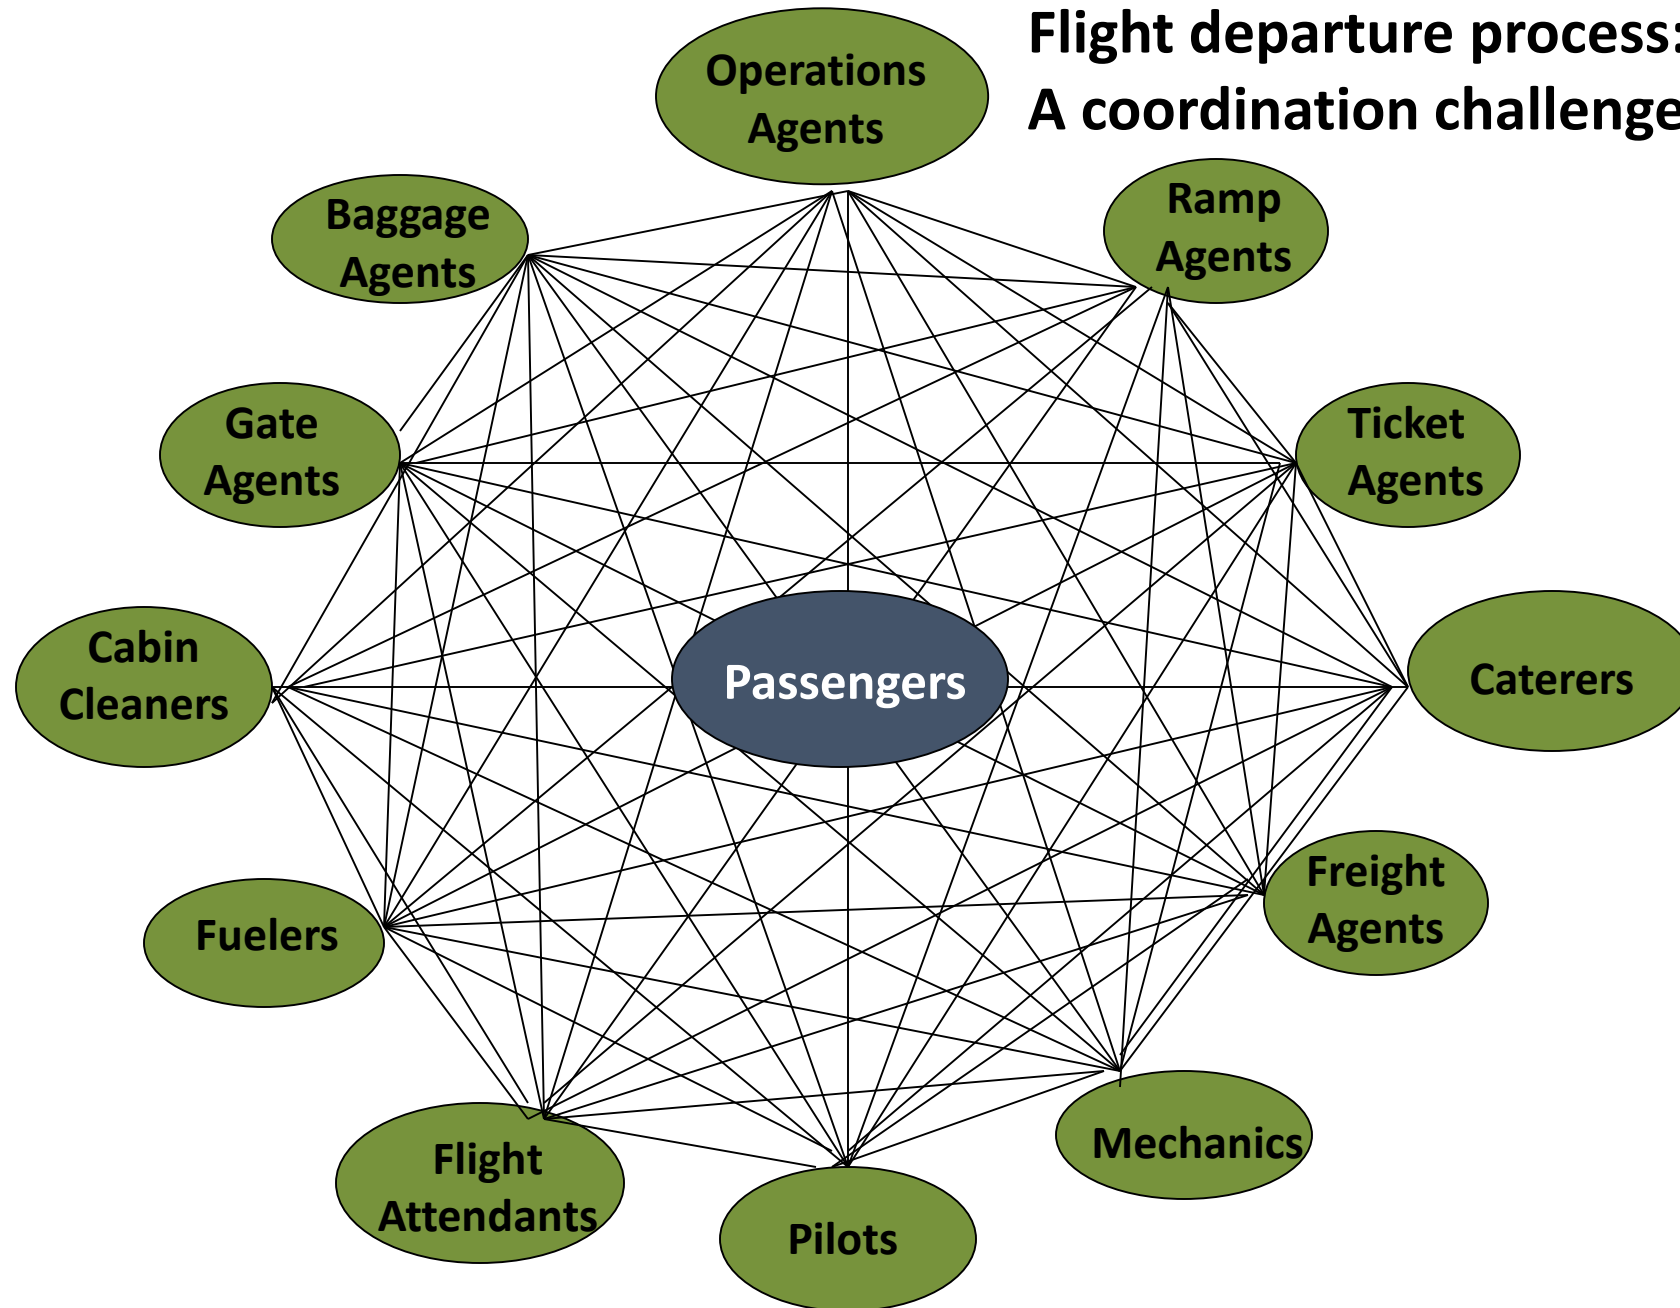 Flight departure process:
A coordination challenge
Operations
Agents
Ramp
Agents
Baggage
Agents
Gate
Agents
Ticket
Agents
Cabin
Cleaners
Passengers
Caterers
Fuelers
Freight
Agents
Flight
Attendants
Pilots
Mechanics